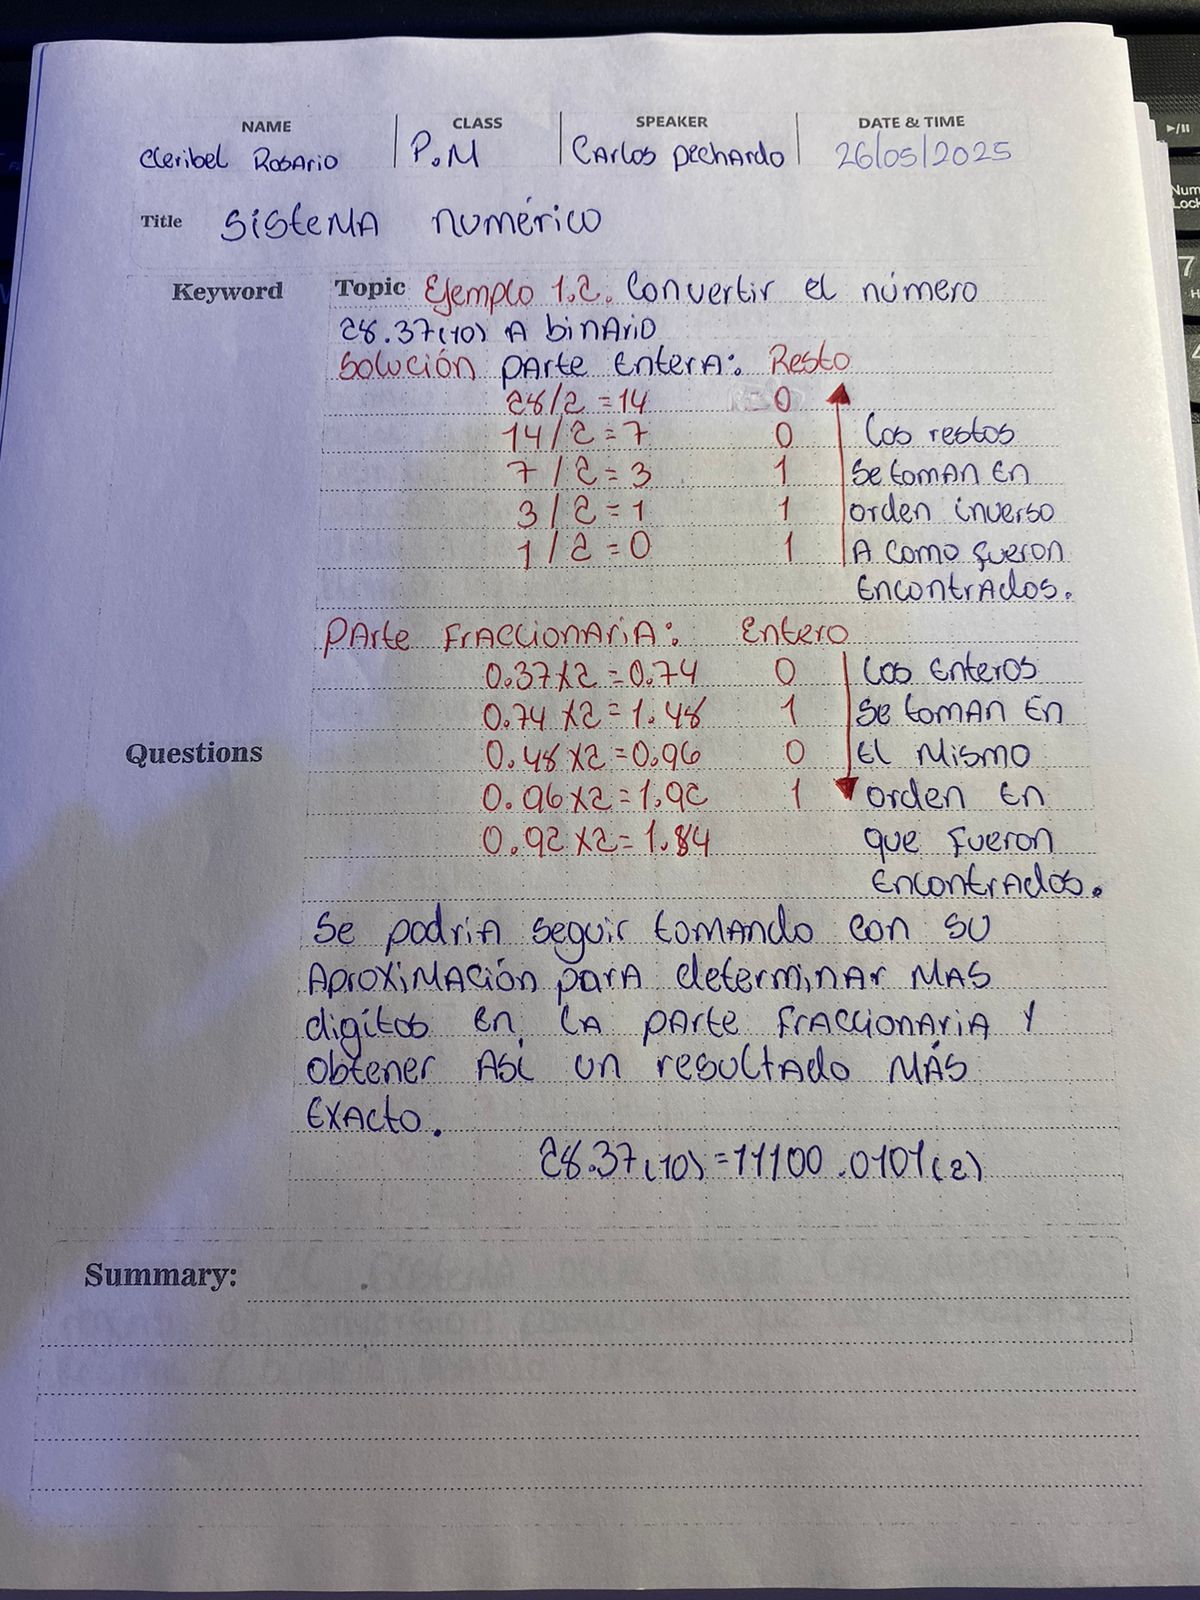 NAME CLASS SPEAKER DATE & TIME
Cleribel Rosario P.M Carlos Pechardo 26/05/2025
Title Sistema numérico
Keyword Topic Ejemplo 1.2. Convertir el número
28.37(10) A binario
Solución parte Entera: Resto
28/2 = 14 0
14/2 = 7 0 Los restos
7/2 = 3 1 Se toman En
3/2 = 1 1 orden inverso
1/2 = 0 1 A como fueron
Encontrados.
Parte Fraccionaria: Entero
0.37x2 = 0.74 0 Los Enteros
0.74 x2 = 1.48 1 Se toman En
Questions 0.48 x2 = 0.96 0 El Mismo
0.96 x2 = 1.92 1 orden En
0.92 x2 = 1.84 que fueron
Encontrados.
Se podria seguir tomando con su
Aproximación para determinar MAS
digítos en la parte fraccionaria Y
obtener Así un resultado MÁS
Exacto.
28.37(10) = 11100.0101(2)
Summary: